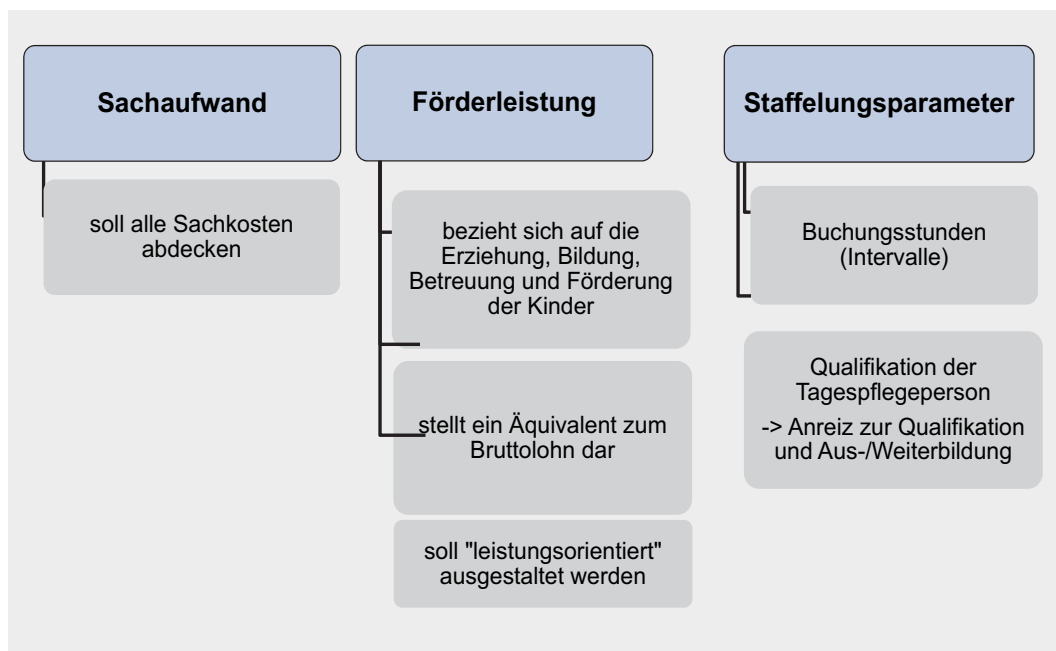 Sachaufwand
soll alle Sachkosten
abdecken
Förderleistung
bezieht sich auf die
Erziehung, Bildung,
Betreuung und Förderung
der Kinder
stellt ein Äquivalent zum
Bruttolohn dar
soll "leistungsorientiert"
ausgestaltet werden
Staffelungsparameter
Buchungsstunden
(Intervalle)
Qualifikation der
Tagespflegeperson
-> Anreiz zur Qualifikation
und Aus-/Weiterbildung